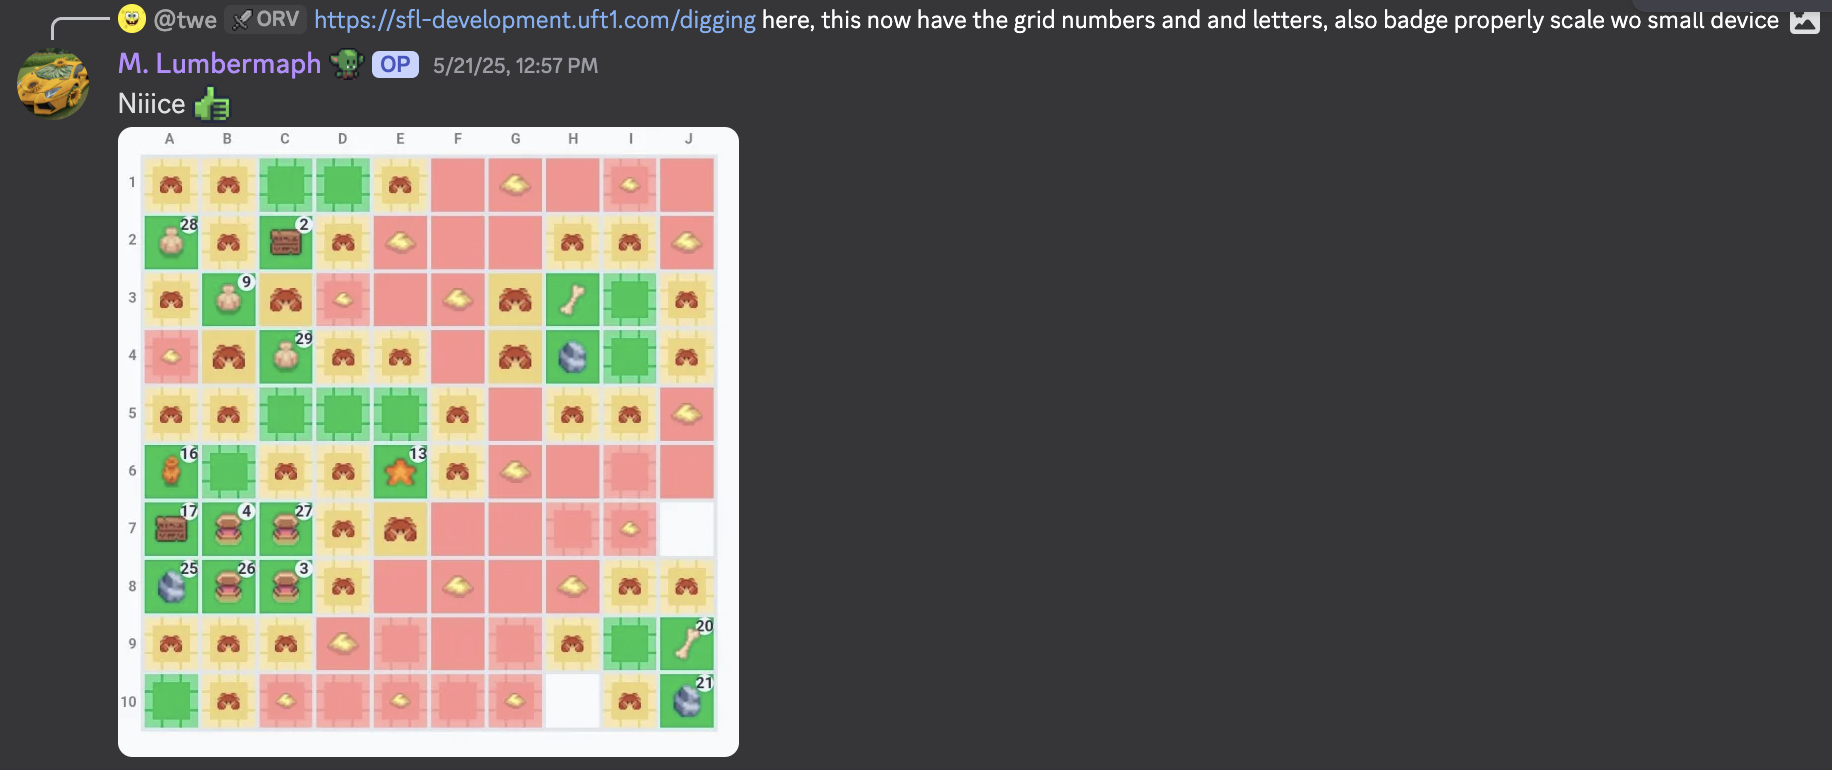 @twe ORV https://sfl-development.uft1.com/digging here, this now have the grid numbers and and letters, also badge properly scale wo small device
M. Lumbermaph OP 5/21/25, 12:57 PM
Niiice
A B C D E F G H I J
1
28 2
2
9
3
29
4
5
16 13
6
17 4 27
7
25 26 3
8
20
9
21
10